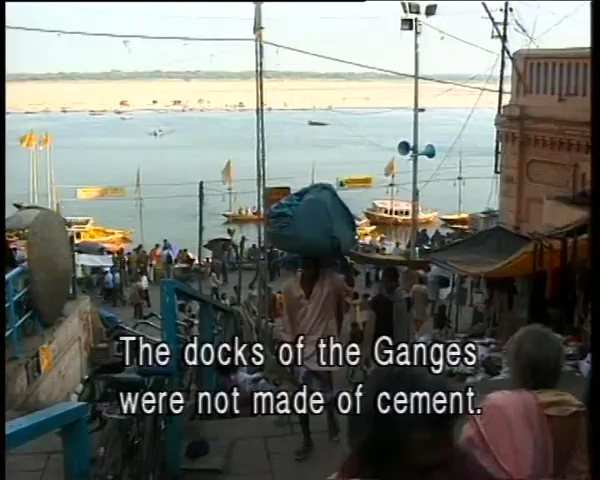 The docks of the Ganges
were not made of cement.